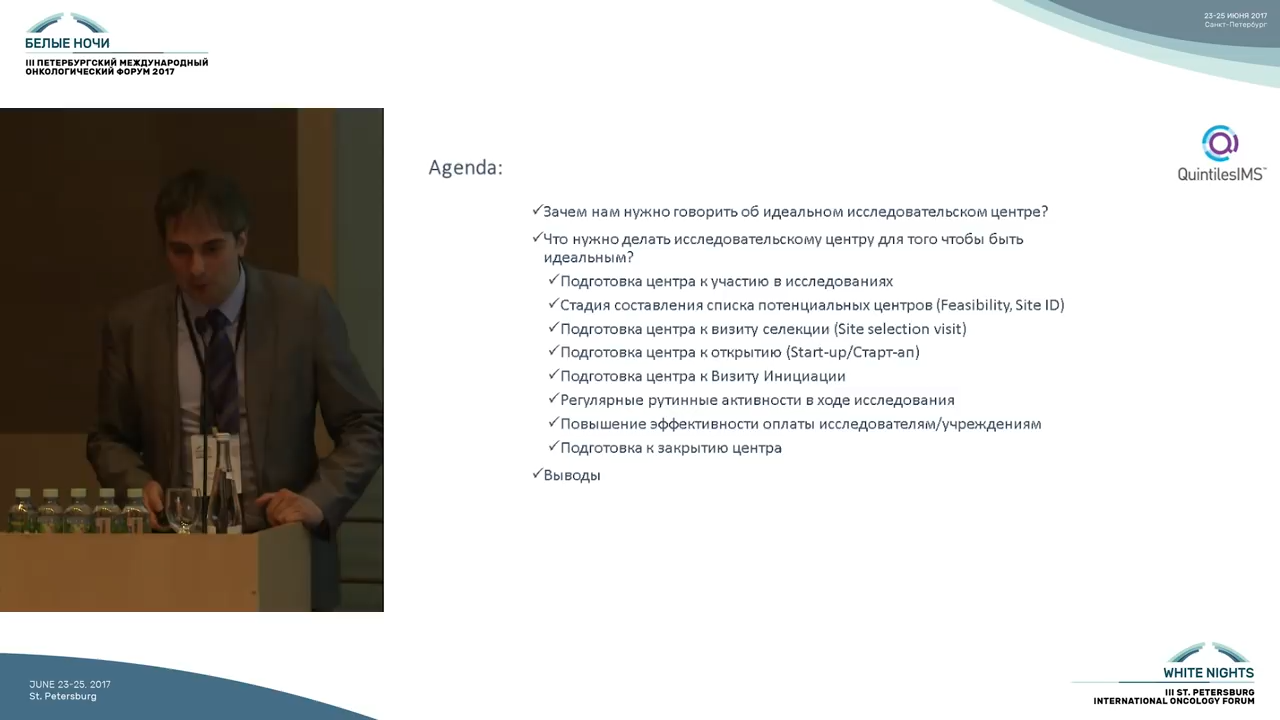 БЕЛЫЕ НОЧИ
III ПЕТЕРБУРГСКИЙ МЕЖДУНАРОДНЫЙ
ОНКОЛОГИЧЕСКИЙ ФОРУМ 2017
23-25 ИЮНЯ 2017
Санкт-Петербург
QuintilesIMS™
Agenda:
✓Зачем нам нужно говорить об идеальном исследовательском центре?
✓Что нужно делать исследовательскому центру для того чтобы быть
идеальным?
✓Подготовка центра к участию в исследованиях
✓Стадия составления списка потенциальных центров (Feasibility, Site ID)
✓Подготовка центра к визиту селекции (Site selection visit)
✓Подготовка центра к открытию (Start-up/Старт-ап)
✓Подготовка центра к Визиту Инициации
✓Регулярные рутинные активности в ходе исследования
✓Повышение эффективности оплаты исследователям/учреждениям
✓Подготовка к закрытию центра
✓Выводы
JUNE 23-25. 2017
St. Petersburg
WHITE NIGHTS
III ST. PETERSBURG
INTERNATIONAL ONCOLOGY FORUM